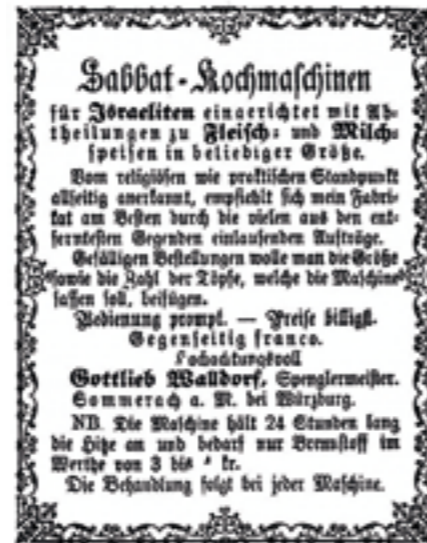 Sabbat-Kochmaschinen
für Israeliten eingerichtet mit Ab-
theilungen zu Fleisch- und Milch-
speisen in beliebiger Größe.
Vom religiösen wie praktischen Standpunkt
allseitig anerkannt, empfiehlt sich mein Fabri-
kat am Besten durch die vielen aus den ent-
ferntesten Gegenden einlaufenden Aufträge.
Gefälligen Bestellungen wolle man die Größe
sowie die Zahl der Töpfe, welche die Maschine
fassen soll, beifügen.
Bedienung prompt. — Preise billigst.
Gegenseitig franco.
Hochachtungsvoll
Gottlieb Walldorf, Spenglermeister.
Sommerach a. M. bei Würzburg.
NB. Die Maschine hält 24 Stunden lang
die Hitze an und bedarf nur Brennstoff im
Werthe von 3 bis kr.
Die Behandlung folgt bei jeder Maschine.